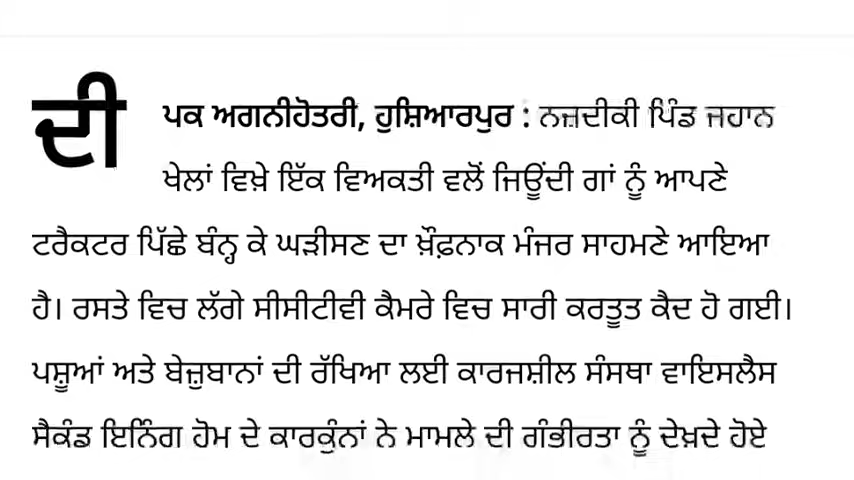 ਦੀਪਕ ਅਗਨੀਹੋਤਰੀ, ਹੁਸ਼ਿਆਰਪੁਰ : ਨਜ਼ਦੀਕੀ ਪਿੰਡ ਜਹਾਨ
ਖੇਲਾਂ ਵਿਖ਼ੇ ਇੱਕ ਵਿਅਕਤੀ ਵਲੋਂ ਜਿਊਂਦੀ ਗਾਂ ਨੂੰ ਆਪਣੇ
ਟਰੈਕਟਰ ਪਿੱਛੇ ਬੰਨ੍ਹ ਕੇ ਘੜੀਸਣ ਦਾ ਖ਼ੌਫ਼ਨਾਕ ਮੰਜਰ ਸਾਹਮਣੇ ਆਇਆ
ਹੈ। ਰਸਤੇ ਵਿਚ ਲੱਗੇ ਸੀਸੀਟੀਵੀ ਕੈਮਰੇ ਵਿਚ ਸਾਰੀ ਕਰਤੂਤ ਕੈਦ ਹੋ ਗਈ।
ਪਸ਼ੂਆਂ ਅਤੇ ਬੇਜ਼ੁਬਾਨਾਂ ਦੀ ਰੱਖਿਆ ਲਈ ਕਾਰਜਸ਼ੀਲ ਸੰਸਥਾ ਵਾਇਸਲੈਸ
ਸੈਕੰਡ ਇਨਿੰਗ ਹੋਮ ਦੇ ਕਾਰਕੁੰਨਾਂ ਨੇ ਮਾਮਲੇ ਦੀ ਗੰਭੀਰਤਾ ਨੂੰ ਦੇਖ਼ਦੇ ਹੋਏ